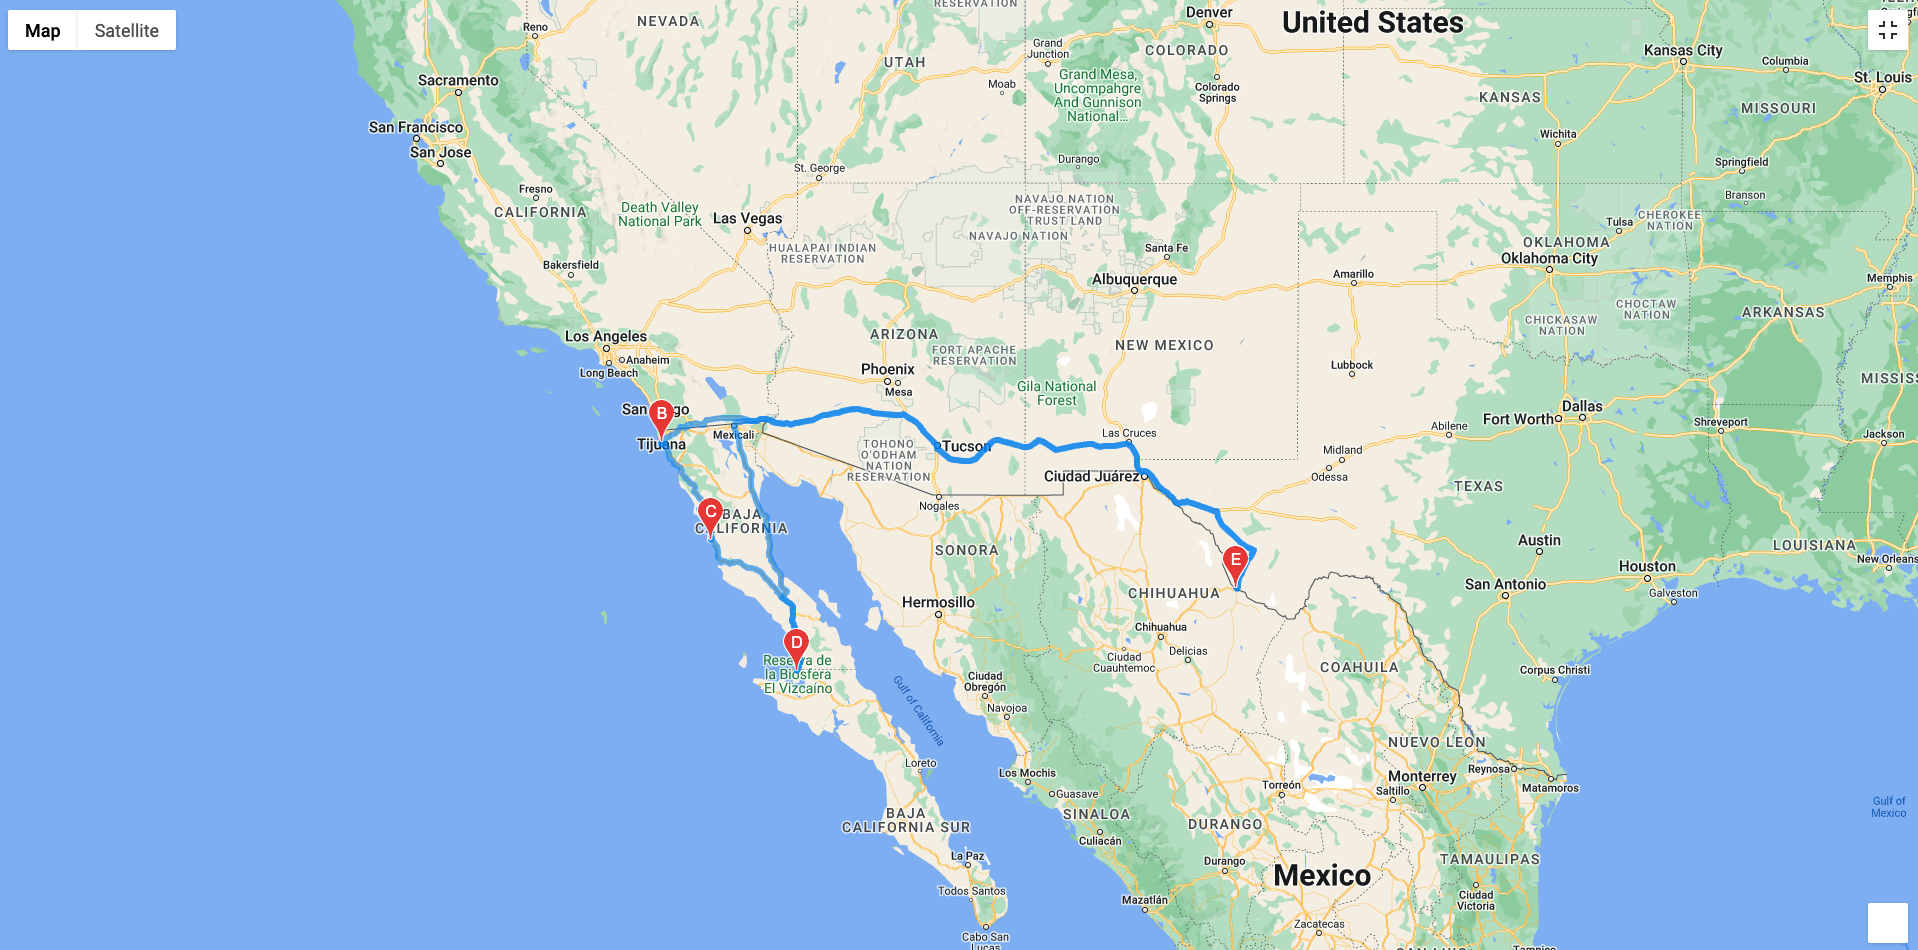 Map
Satellite
NEVADA
Reno
RESERVATION
Denver
United States
Grand
Junction
COLORADO
UTAH
Kansas City
Columbia
St. Louis
Sacramento
Moab
Grand Mesa,
Uncompahgre
And Gunnison
National...
Colorado
Springs
KANSAS
MISSOURI
San Francisco
San Jose
Wichita
Durango
Springfield
St. George
Fresno
CALIFORNIA
Death Valley
National Park
Las Vegas
NAVAJO NATION
OFF-RESERVATION
TRUST LAND
NAVAJO NATION
Branson
Tulsa
CHEROKEE
NATION
HUALAPAI INDIAN
RESERVATION
Santa Fe
OKLAHOMA
Oklahoma City
Bakersfield
Albuquerque
Amarillo
Memphis
CHOCTAW
NATION
CHICKASAW
NATION
ARKANSAS
Los Angeles
Anaheim
Long Beach
ARIZONA
FORT APACHE
RESERVATION
NEW MEXICO
Phoenix
Mesa
Gila National
Forest
Lubbock
MISSISS
San
go
B
Tijuana
Mexicali
Las Cruces
Abilene
Fort Worth
Dallas
Shreveport
Jackson
Tucson
TOHONO
O'ODHAM
NATION
RESERVATION
Midland
Odessa
Ciudad Juárez
TEXAS
Nogales
C
BAJA
CALIFORNIA
SONORA
Austin
LOUISIANA
New Orleans
E
Houston
San Antonio
Galveston
CHIHUAHUA
Hermosillo
Chihuahua
D
Reserva de
la Biósfera
El Vizcaíno
Ciudad
Cuauhtemoc
Delicias
COAHUILA
Corpus Christi
Ciudad
Obregón
Navojoa
Gulf of California
NUEVO LEON
Loreto
Los Mochis
Guasave
Torreón
Monterrey
Saltillo
Reynosa
Matamoros
Gulf of
Mexico
BAJA
CALIFORNIA SUR
SINALOA
Culiacán
DURANGO
La Paz
Durango
Mexico
TAMAULIPAS
Todos Santos
Mazatlán
Ciudad
Victoria
Zacatecas
Cabo San
Lucas
Tampico